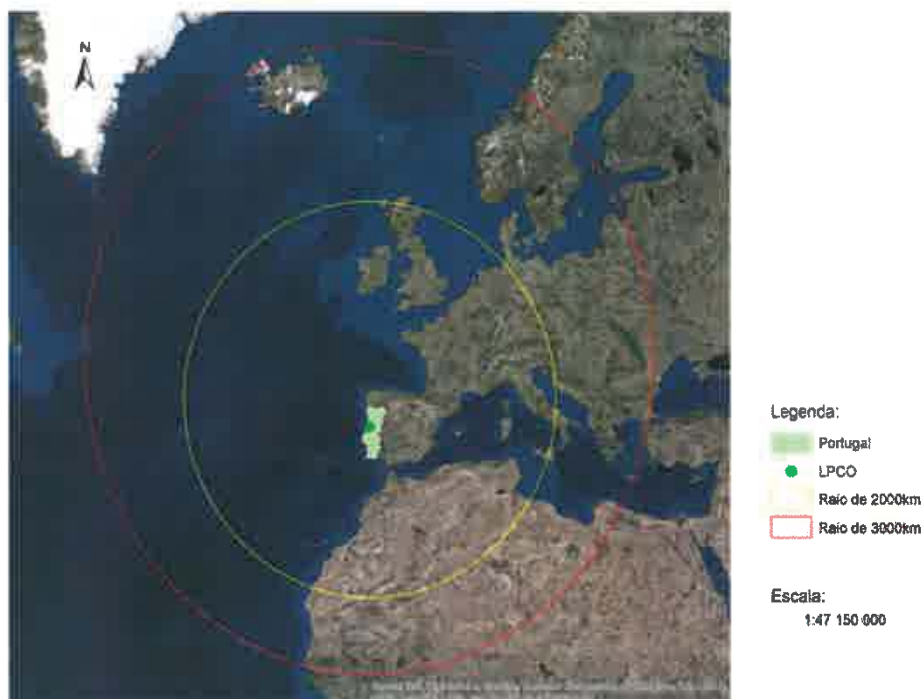 N
Legenda:
Portugal
LPCO
Raio de 2000km
Raio de 3000km
Escala:
1:47 150 000